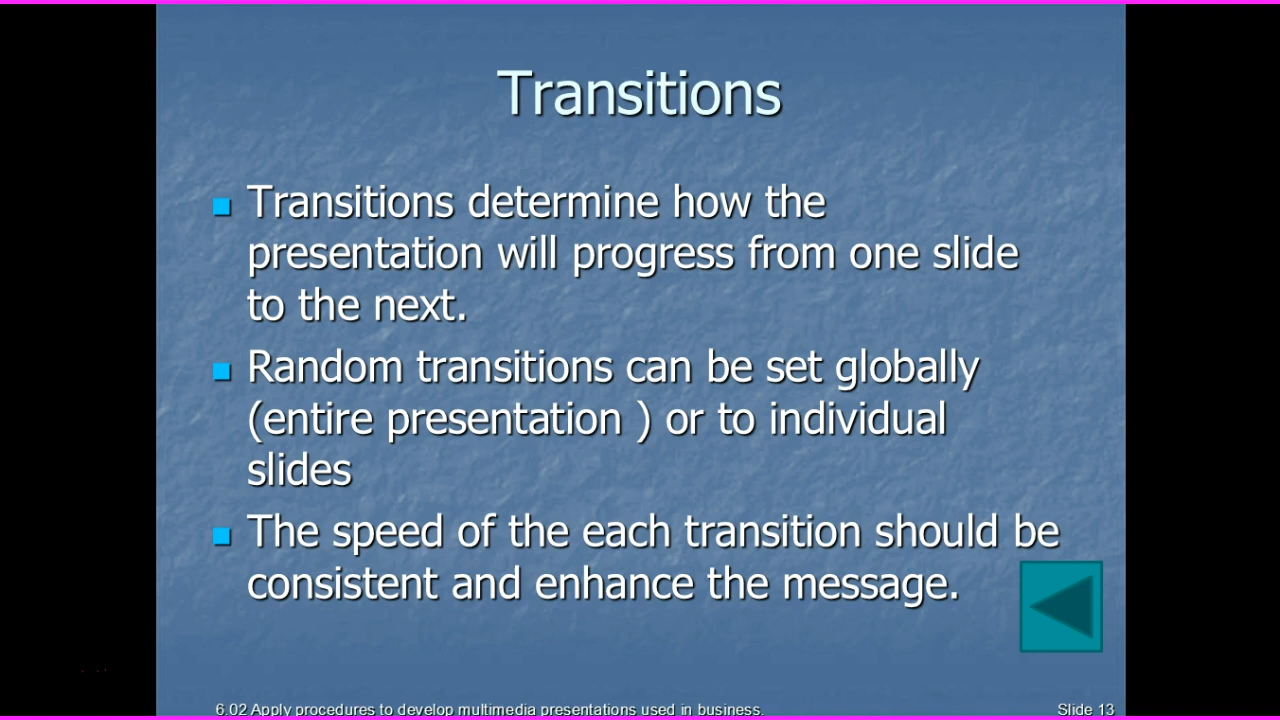 Transitions
Transitions determine how the
presentation will progress from one slide
to the next.
Random transitions can be set globally
(entire presentation ) or to individual
slides
The speed of the each transition should be
consistent and enhance the message.
6.02 Apply procedures to develop multimedia presentations used in business.
Slide 13